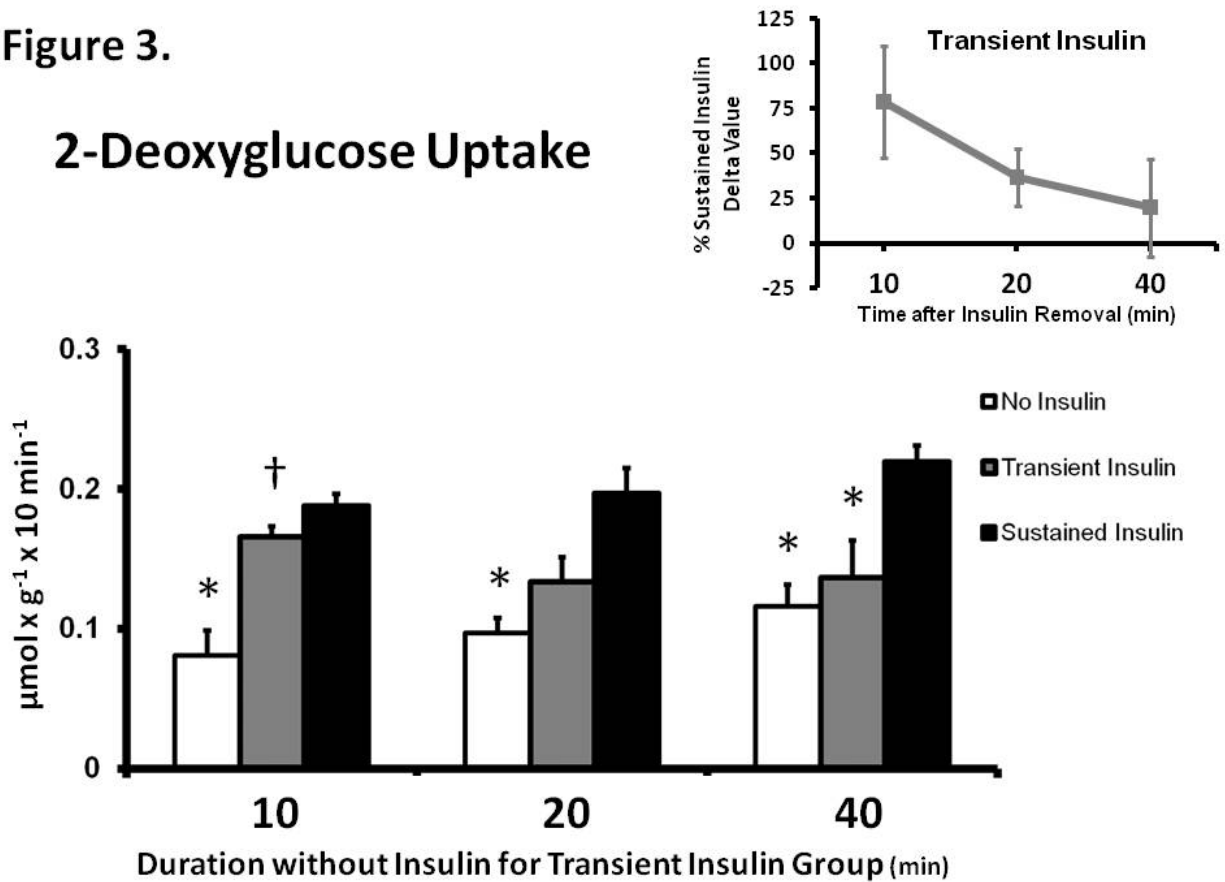 Figure 3.
2-Deoxyglucose Uptake
Transient Insulin
% Sustained Insulin
Delta Value
125
100
75
50
25
0
-25
10 20 40
Time after Insulin Removal (min)
µmol x g⁻¹ x 10 min⁻¹
0.3
0.2
0.1
0
* † * * *
No Insulin
Transient Insulin
Sustained Insulin
10 20 40
Duration without Insulin for Transient Insulin Group (min)